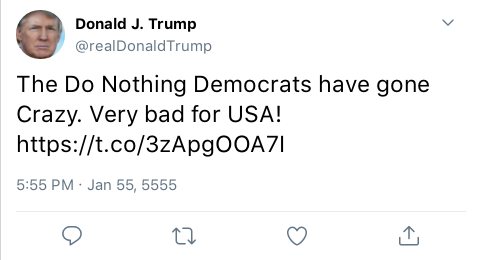 Donald J. Trump
@realDonaldTrump
The Do Nothing Democrats have gone
Crazy. Very bad for USA!
https://t.co/3zApgOOA7I
5:55 PM · Jan 55, 5555